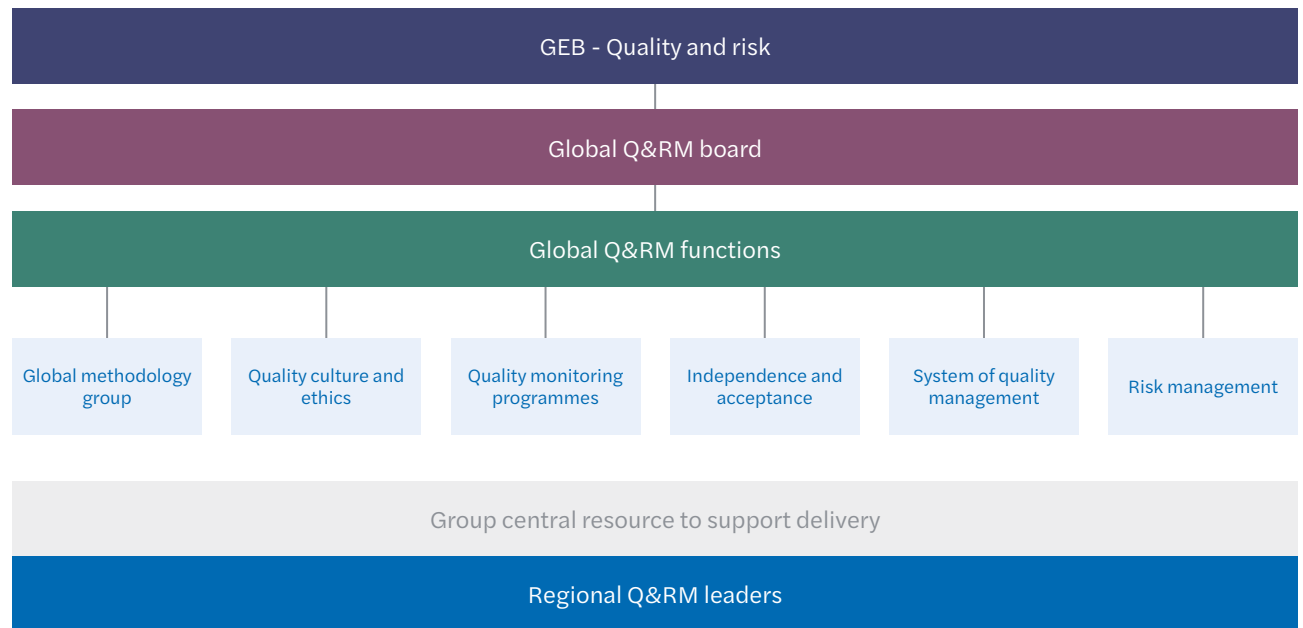 GEB - Quality and risk
Global Q&RM board
Global Q&RM functions
Global methodology
group
Quality culture and
ethics
Quality monitoring
programmes
Independence and
acceptance
System of quality
management
Risk management
Group central resource to support delivery
Regional Q&RM leaders